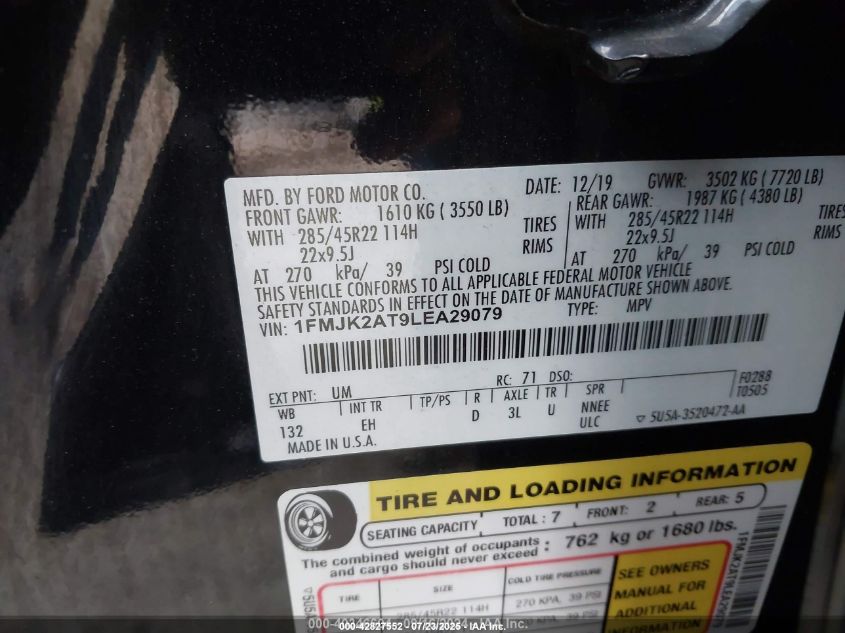 MFD. BY FORD MOTOR CO.
DATE: 12/19 GVWR: 3502 KG ( 7720 LB)
FRONT GAWR: 1610 KG ( 3550 LB)
REAR GAWR: 1987 KG ( 4380 LB)
WITH 285/45R22 114H TIRES
WITH 285/45R22 114H TIRES
22x9.5J RIMS
22x9.5J
AT 270 kPa/ 39 PSI COLD
AT 270 kPa/ 39 PSI COLD
THIS VEHICLE CONFORMS TO ALL APPLICABLE FEDERAL MOTOR VEHICLE
SAFETY STANDARDS IN EFFECT ON THE DATE OF MANUFACTURE SHOWN ABOVE.
VIN: 1FMJK2AT9LEA29079 TYPE: MPV
EXT PNT: UM RC: 71 DSO:
F0288
T0505
WB INT TR TP/PS R AXLE TR SPR
132 EH D 3L U NNEE
ULC
MADE IN U.S.A.
5U5A-3520472-AA
TIRE AND LOADING INFORMATION
SEATING CAPACITY TOTAL : 7 FRONT: 2 REAR: 5
The combined weight of occupants
and cargo should never exceed : 762 kg or 1680 lbs.
TIRE SIZE COLD TIRE PRESSURE
285/45R22 114H 270 KPA, 39 PSI
SEE OWNERS
MANUAL FOR
ADDITIONAL
INFORMATION
1FMJK2AT9LEA29079
(STOCK) 42827552 / 07/23/2025 - IAA Inc.